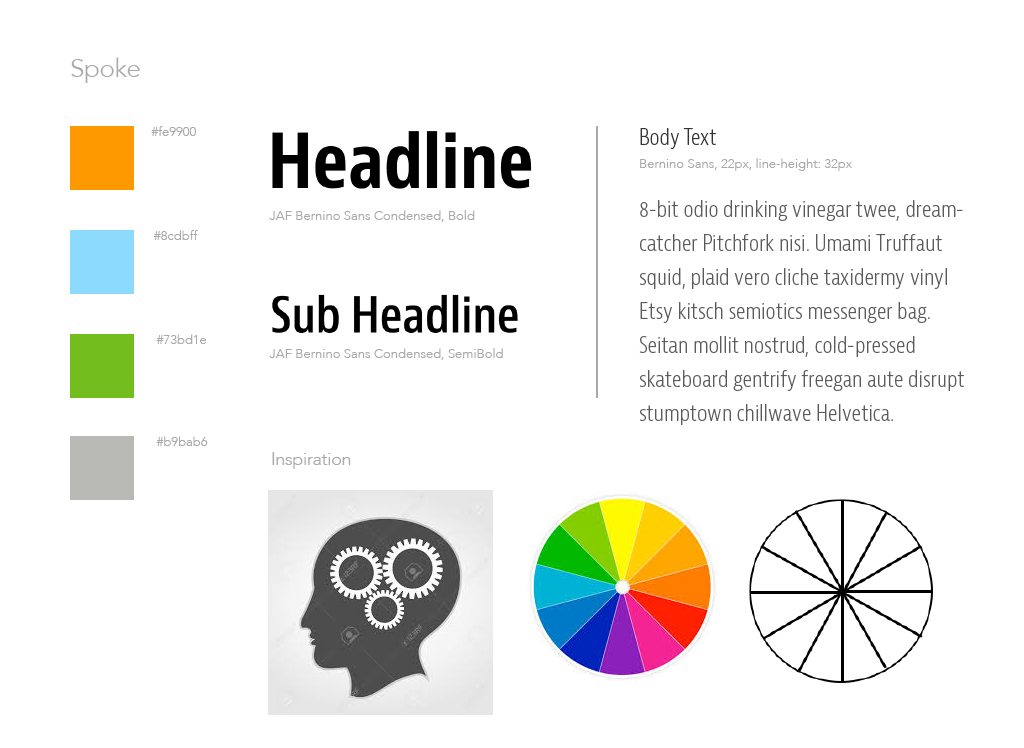 Spoke
#fe9900
#8cdbff
#73bd1e
#b9bab6
Headline
JAF Bernino Sans Condensed, Bold
Sub Headline
JAF Bernino Sans Condensed, SemiBold
Body Text
Bernino Sans, 22px, line-height: 32px
8-bit odio drinking vinegar twee, dream-
catcher Pitchfork nisi. Umami Truffaut
squid, plaid vero cliche taxidermy vinyl
Etsy kitsch semiotics messenger bag.
Seitan mollit nostrud, cold-pressed
skateboard gentrify freegan aute disrupt
stumptown chillwave Helvetica.
Inspiration